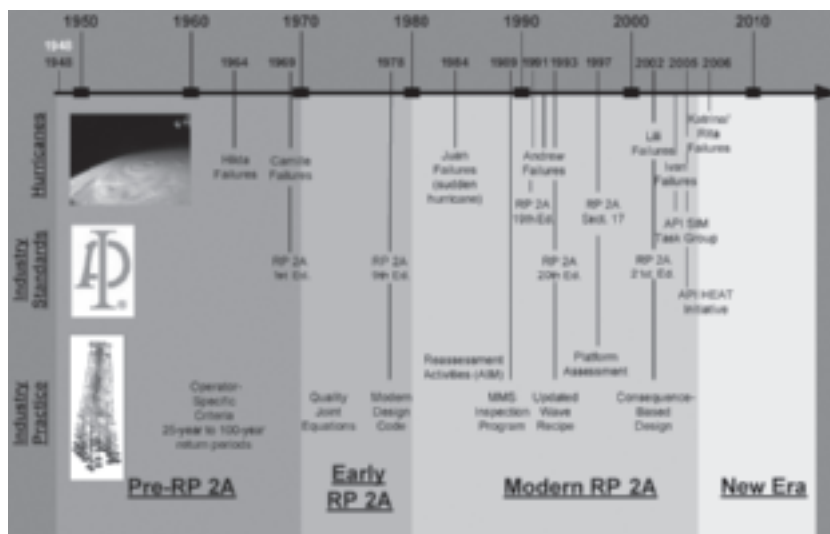 1950
1960
1970
1980
1990
2000
2010
1948
1948
1964
1969
1978
1984
1989
1991
1993
1997
2002
2005
2006
Hurricanes
Hilda
Failures
Camille
Failures
Juan
Failures
(sudden
hurricane)
Andrew
Failures
Lili
Failures
Ivan
Failures
Katrina/
Rita
Failures
Industry
Standards
API
RP 2A
1st Ed.
RP 2A
9th Ed.
RP 2A
19th Ed.
RP 2A
20th Ed.
RP 2A
Sect. 17
RP 2A
21st Ed.
API SIM
Task Group
API HEAT
Initiative
Industry
Practice
Operator-
Specific
Criteria
25-year to 100-year
return periods
Quality
Joint
Equations
Modern
Design
Code
Reassessment
Activities (AIM)
MMS
Inspection
Program
Updated
Wave
Recipe
Platform
Assessment
Consequence-
Based
Design
Pre-RP 2A
Early
RP 2A
Modern RP 2A
New Era